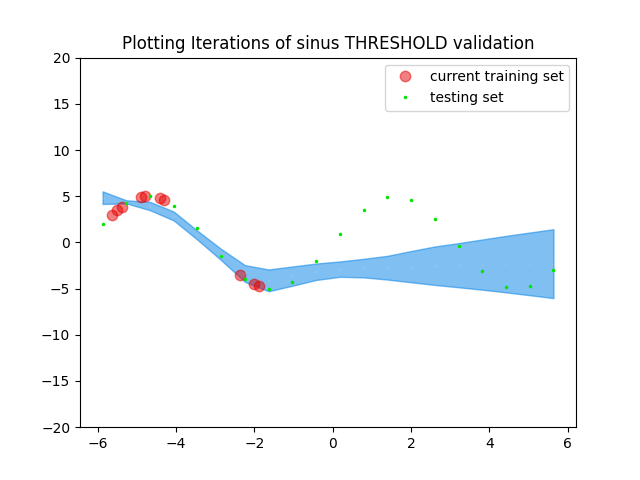 Plotting Iterations of sinus THRESHOLD validation
current training set
testing set
20
15
10
5
0
−5
−10
−15
−20
−6 −4 −2 0 2 4 6